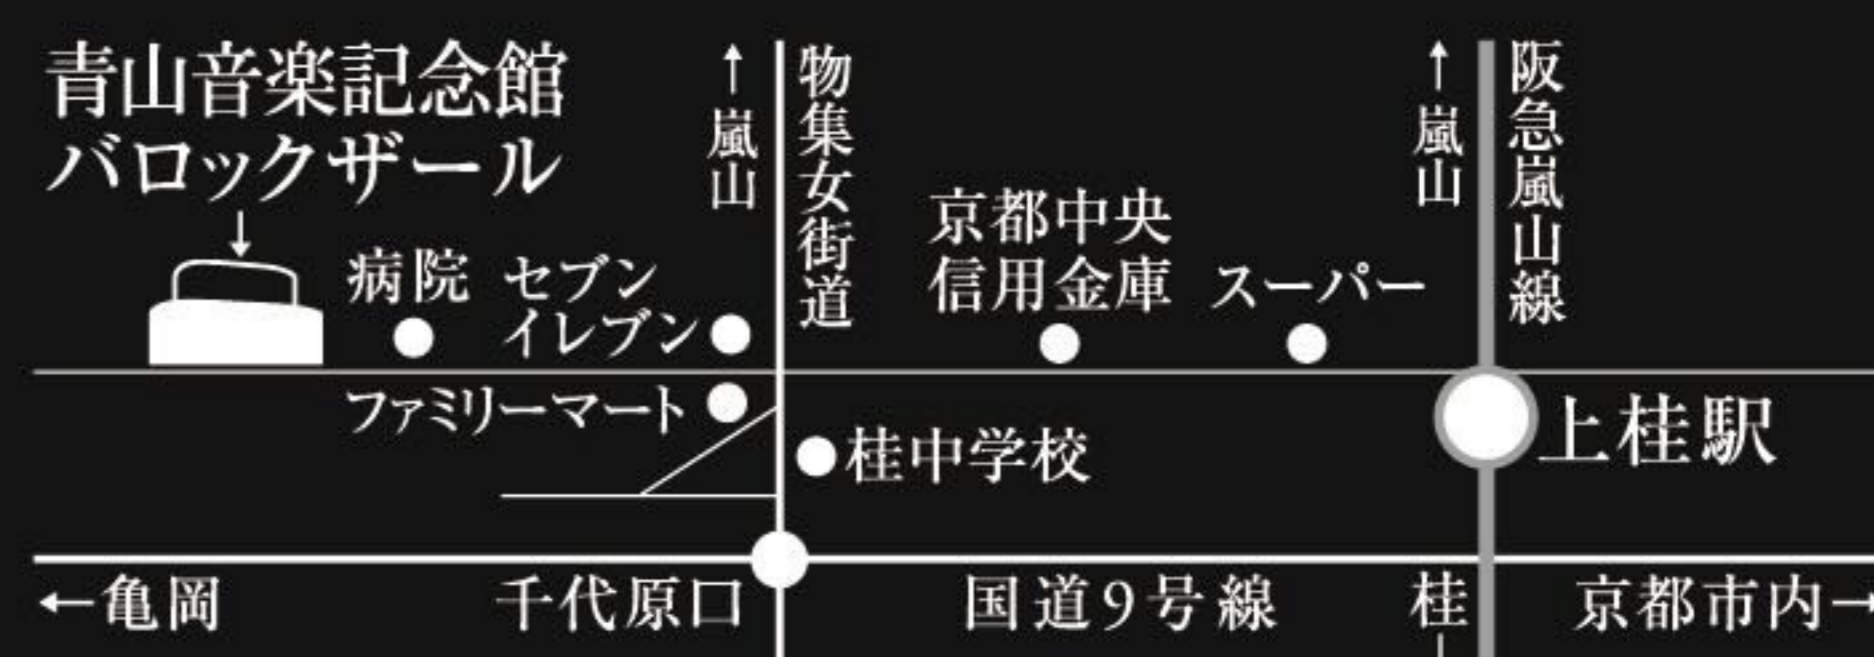 青山音楽記念館
バロックザール
↑嵐山
物集女街道
↑嵐山
阪急嵐山線
京都中央
信用金庫
スーパー
病院
セブン
イレブン
ファミリーマート
桂中学校
上桂駅
←亀岡
千代原口
国道9号線
桂
京都市内→